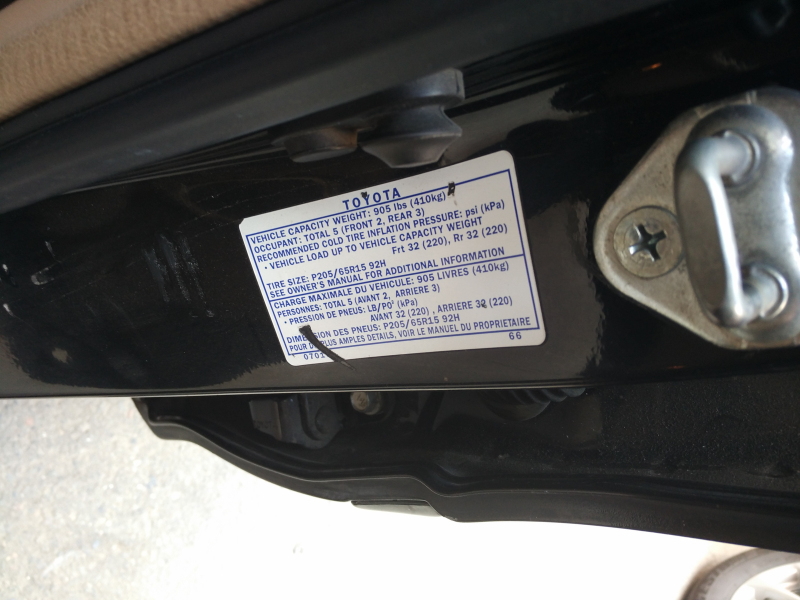 TOYOTA
VEHICLE CAPACITY WEIGHT: 905 lbs (410kg)
OCCUPANT: TOTAL 5 (FRONT 2, REAR 3)
RECOMMENDED COLD TIRE INFLATION PRESSURE: psi (kPa)
• VEHICLE LOAD UP TO VEHICLE CAPACITY WEIGHT
Frt 32 (220), Rr 32 (220)
TIRE SIZE: P205/65R15 92H
SEE OWNER'S MANUAL FOR ADDITIONAL INFORMATION
CHARGE MAXIMALE DU VEHICULE: 905 LIVRES (410kg)
PERSONNES: TOTAL 5 (AVANT 2, ARRIERE 3)
• PRESSION DE PNEUS: LB/PO² (kPa)
AVANT 32 (220), ARRIERE 32 (220)
DIMENSION DES PNEUS: P205/65R15 92H
POUR DE PLUS AMPLES DETAILS, VOIR LE MANUEL DU PROPRIETAIRE
66